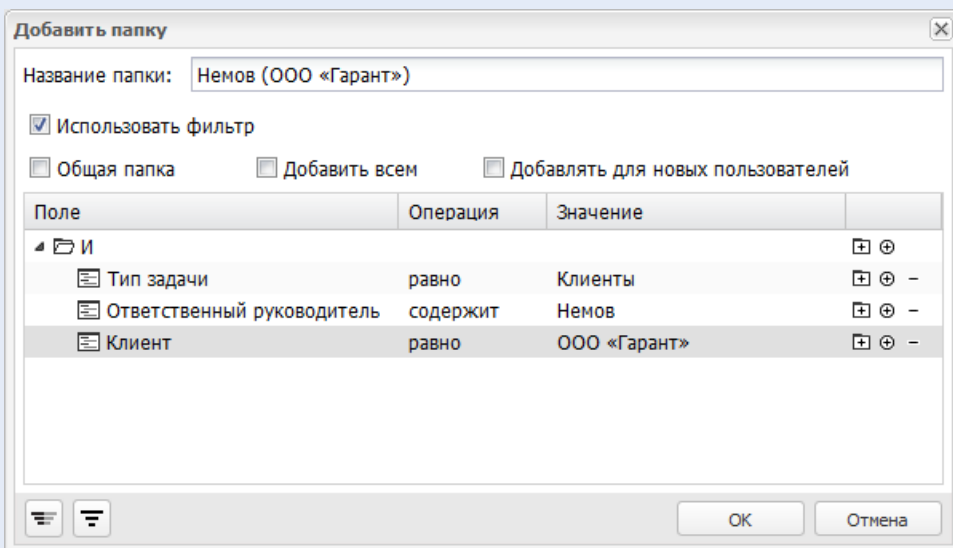 Добавить папку
Название папки: Немов (ООО «Гарант»)
Использовать фильтр
Общая папка Добавить всем Добавлять для новых пользователей
Поле Операция Значение
И
Тип задачи равно Клиенты
Ответственный руководитель содержит Немов
Клиент равно ООО «Гарант»
ОК Отмена